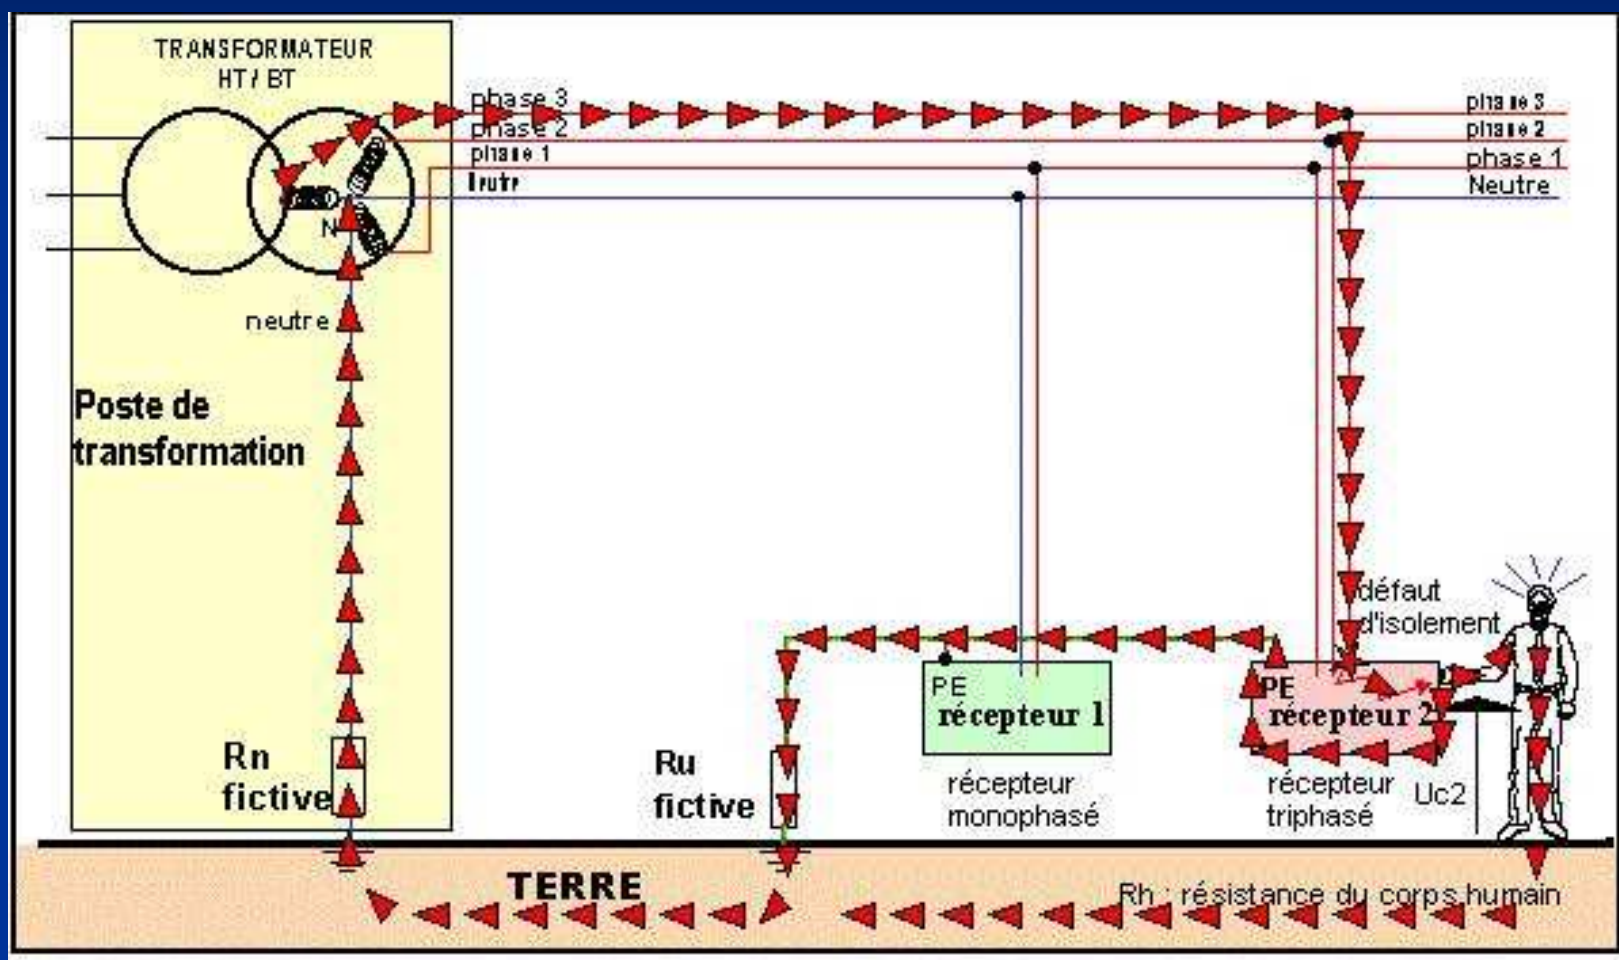 TRANSFORMATEUR
HT / BT
phase 3
phase 2
phase 1
phase 3
phase 2
phase 1
Neutre
N
neutre
Poste de
transformation
défaut
d'isolement
PE
récepteur 1
PE
récepteur 2
Rn
fictive
Ru
fictive
récepteur
monophasé
récepteur
triphasé
Uc2
TERRE
Rh : résistance du corps humain